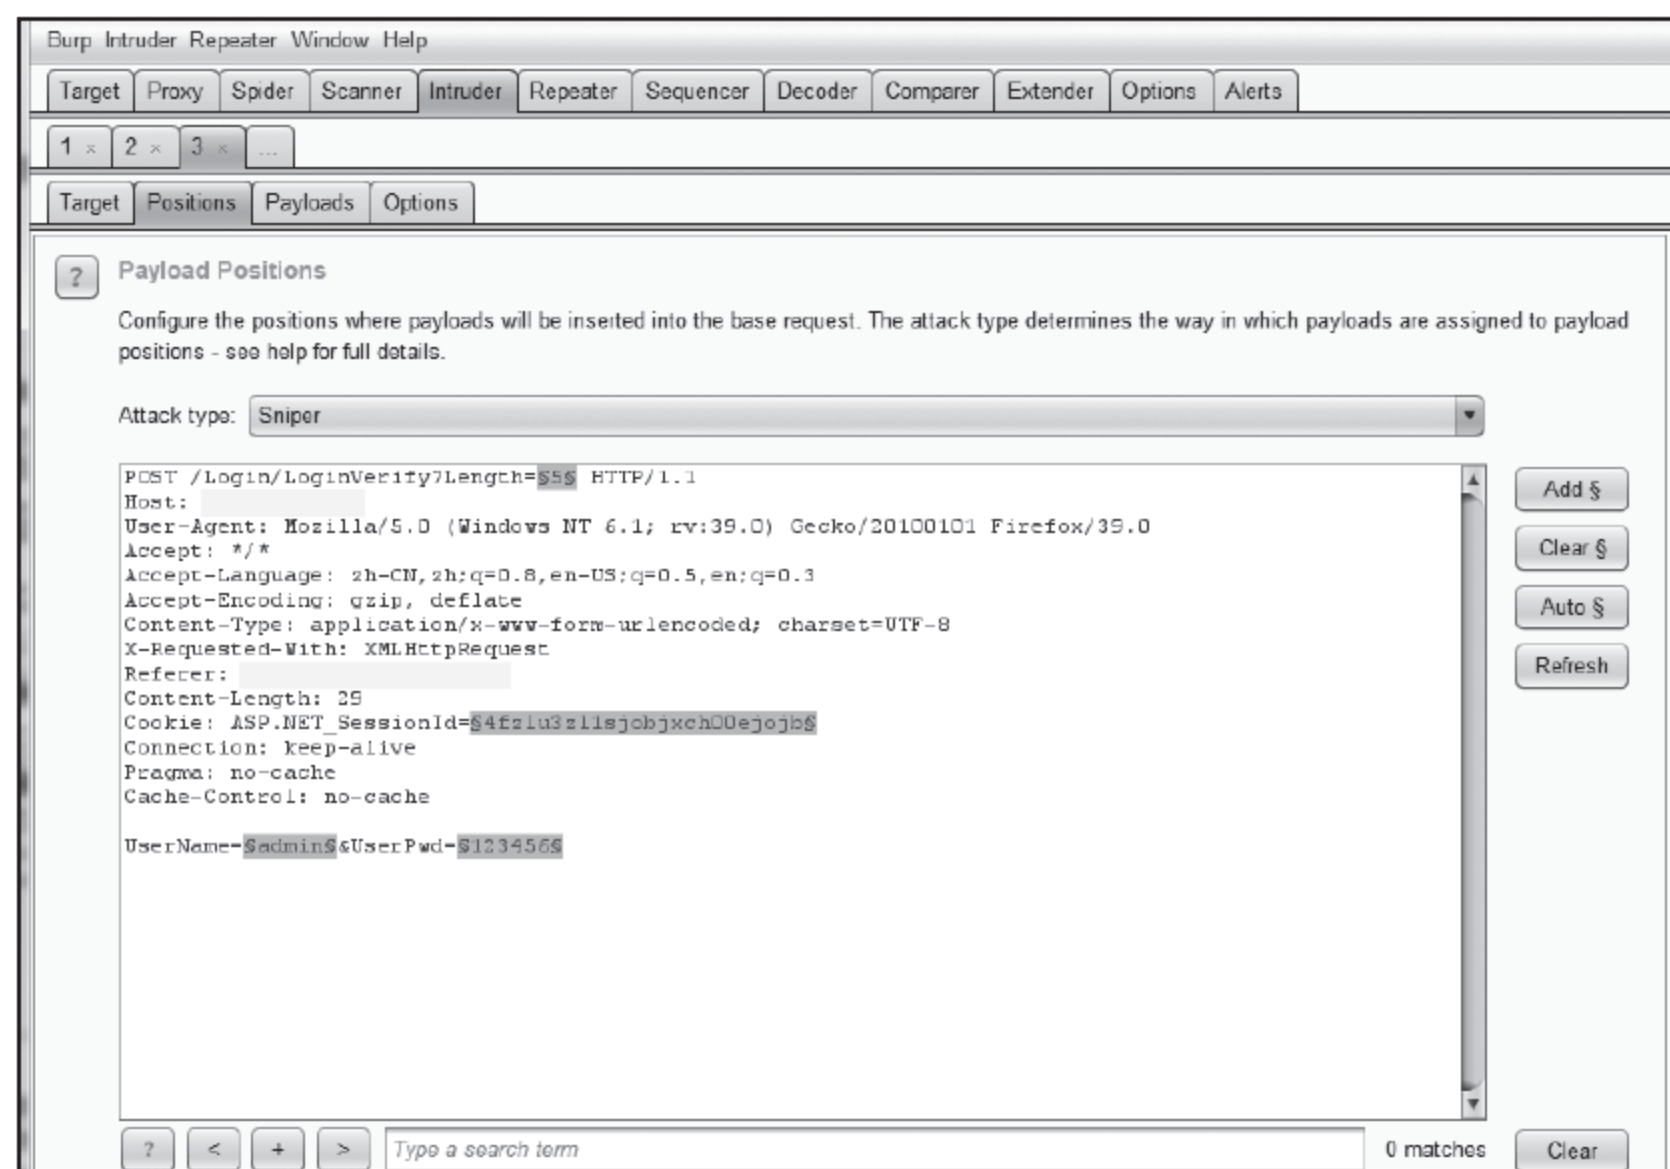 Burp Intruder Repeater Window Help
Target Proxy Spider Scanner Intruder Repeater Sequencer Decoder Comparer Extender Options Alerts
1 × 2 × 3 × ...
Target Positions Payloads Options
? Payload Positions
Configure the positions where payloads will be inserted into the base request. The attack type determines the way in which payloads are assigned to payload
positions - see help for full details.
Attack type: Sniper
POST /Login/LoginVerify?Length=§5§ HTTP/1.1
Host:
User-Agent: Mozilla/5.0 (Windows NT 6.1; rv:39.0) Gecko/20100101 Firefox/39.0
Accept: */*
Accept-Language: zh-CN,zh;q=0.8,en-US;q=0.5,en;q=0.3
Accept-Encoding: gzip, deflate
Content-Type: application/x-www-form-urlencoded; charset=UTF-8
X-Requested-With: XMLHttpRequest
Referer:
Content-Length: 29
Cookie: ASP.NET_SessionId=
Connection: keep-alive
Pragma: no-cache
Cache-Control: no-cache
UserName=§admin§&UserPwd=§123456§
Add §
Clear §
Auto §
Refresh
? < + > Type a search term 0 matches Clear